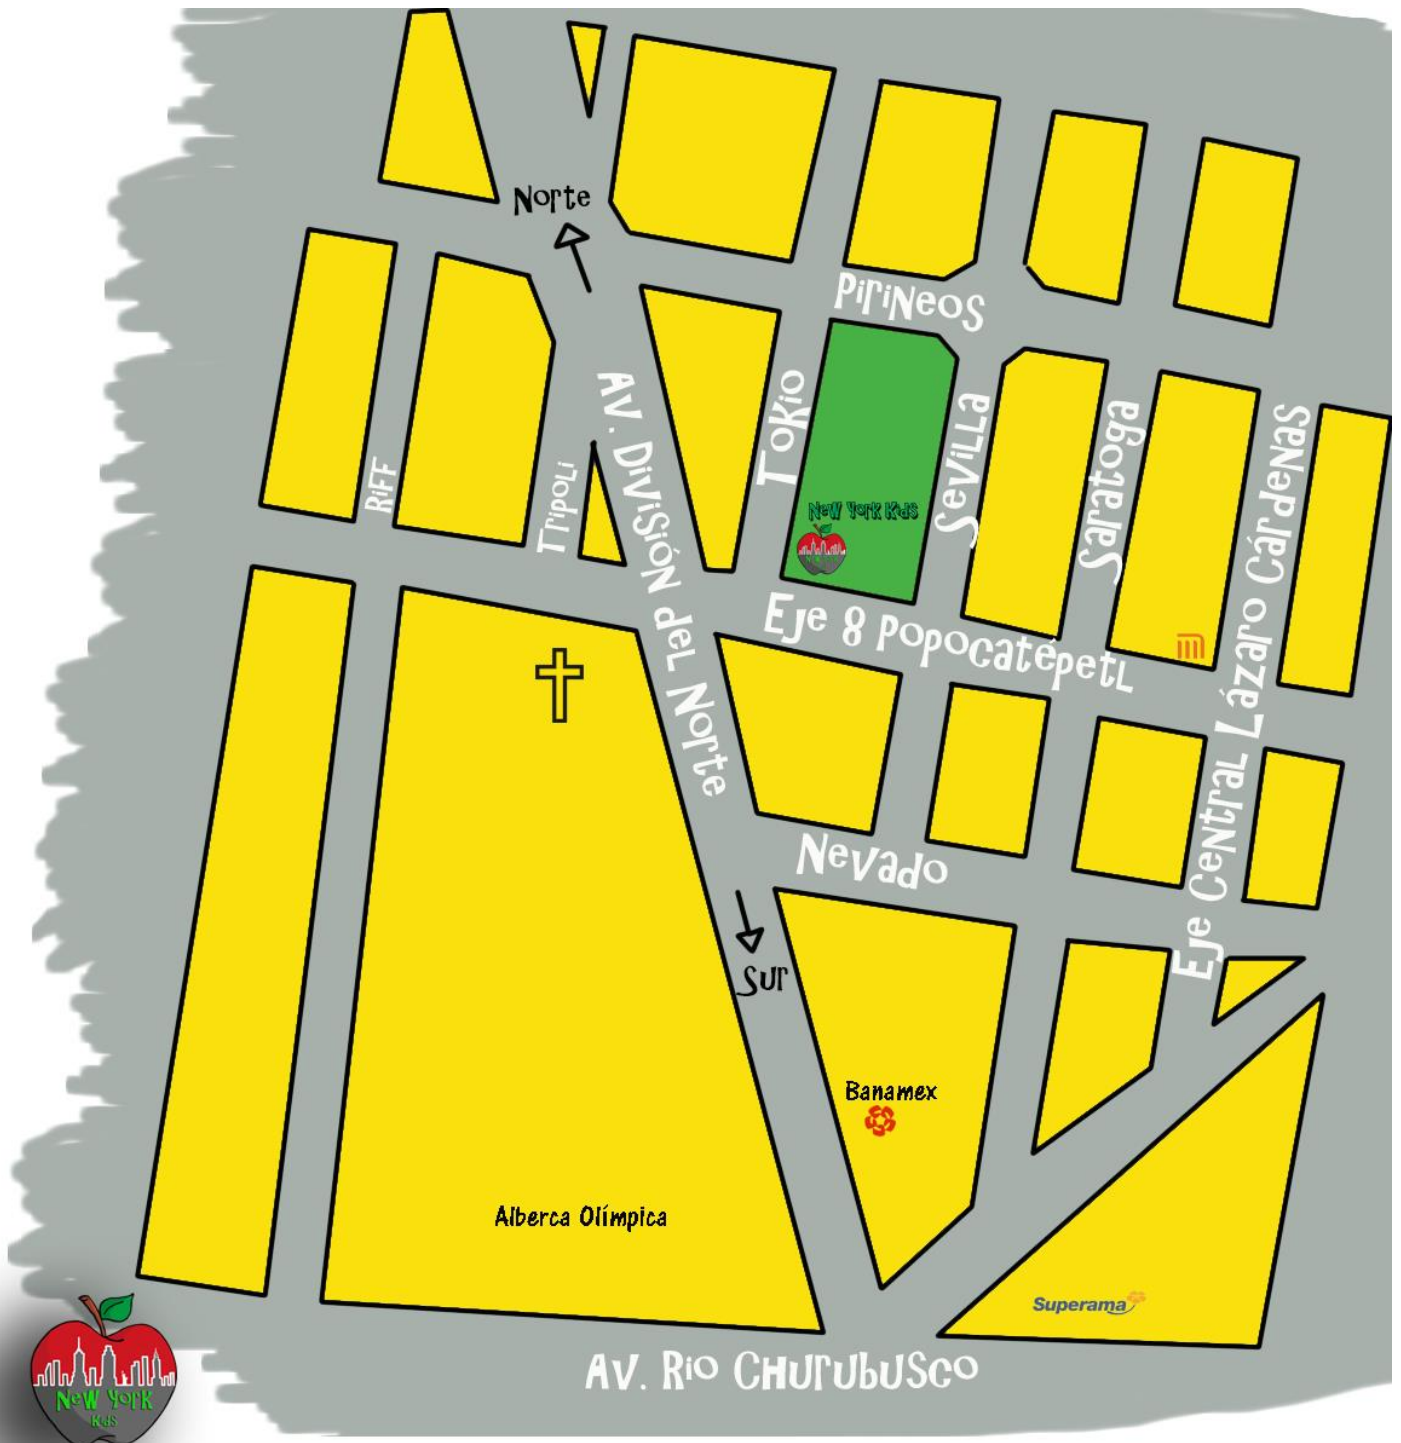 Norte
Pirineos
Av. División del Norte
Tokio
Sevilla
Saratoga
Eje Central Lázaro Cárdenas
Riff
Tripoli
New York Kids
Eje 8 Popocatépetl
Nevado
Sur
Banamex
Alberca Olímpica
Superama
Av. Rio Churubusco
New York
Kids